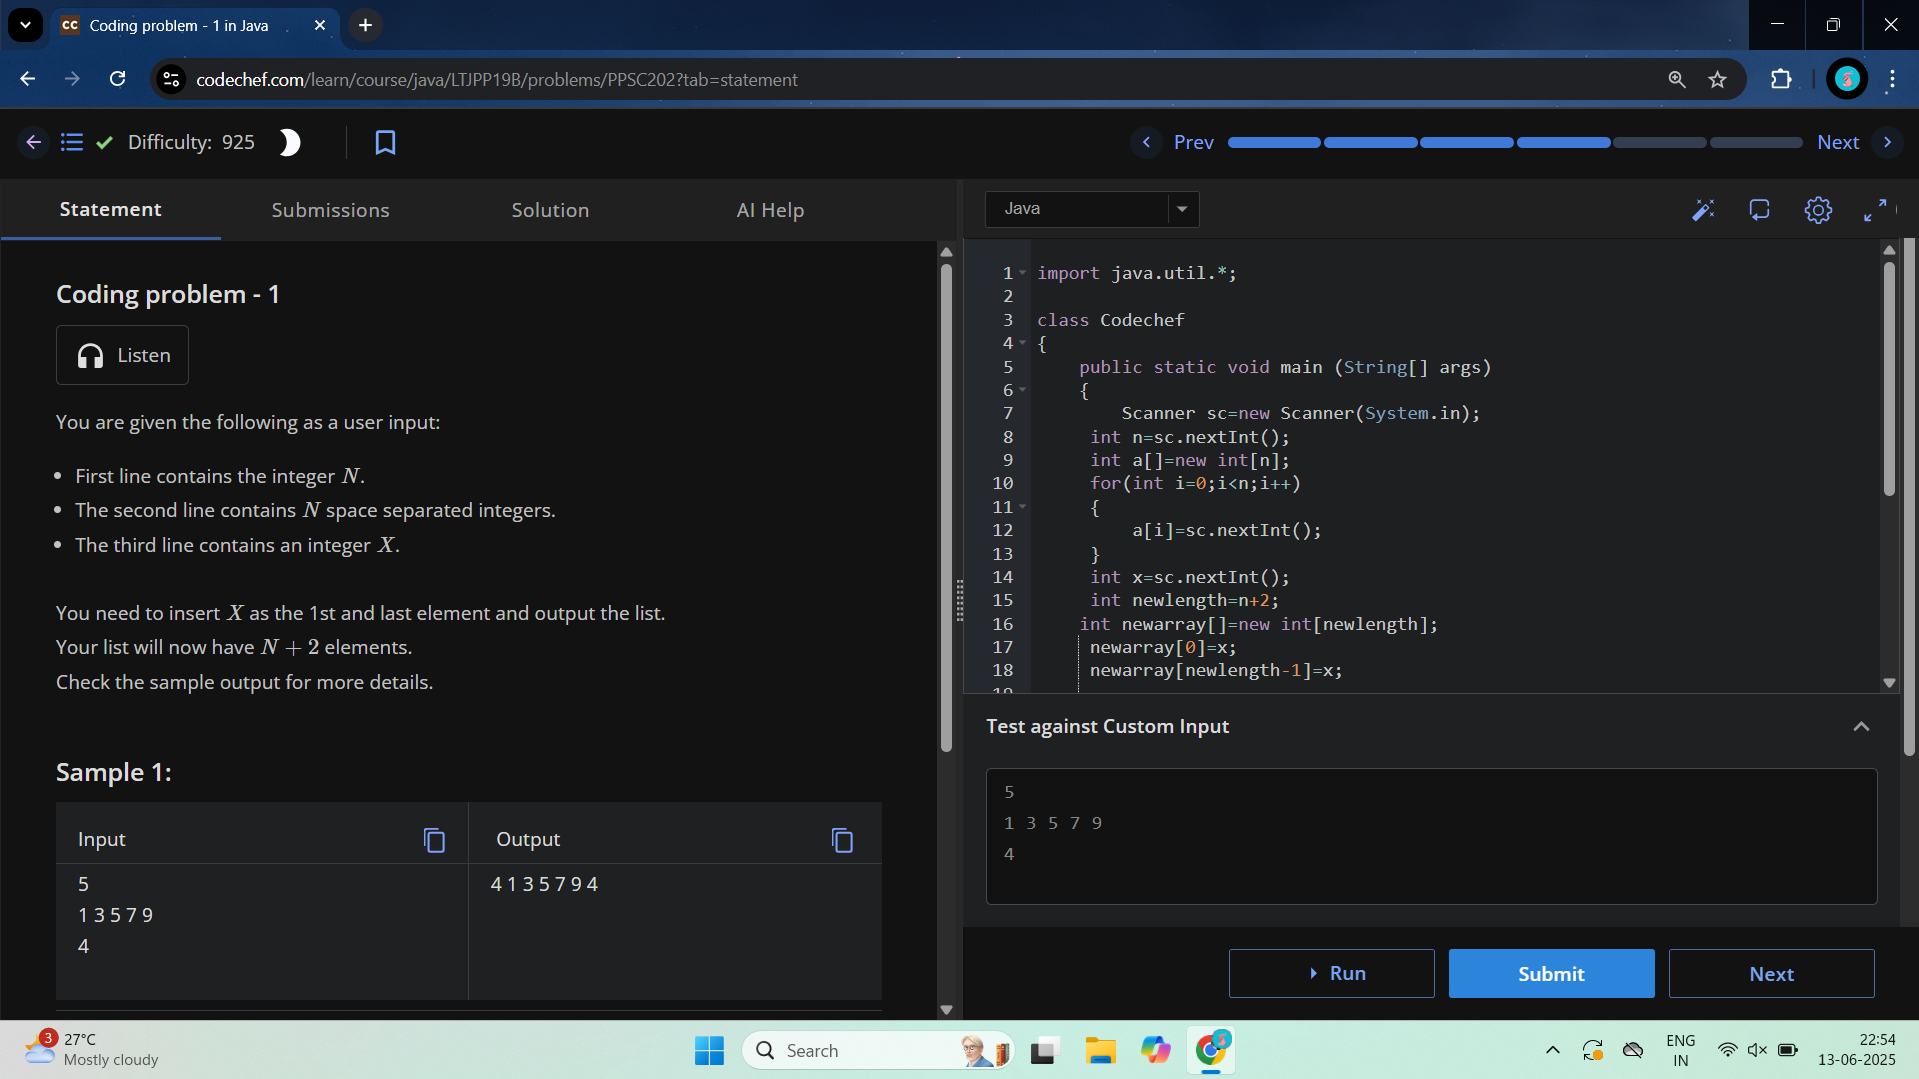 CC Coding problem - 1 in Java
codechef.com/learn/course/java/LTJPP19B/problems/PPSC202?tab=statement
Difficulty: 925
Prev
Next
Statement
Submissions
Solution
AI Help
Java
Coding problem - 1
Listen
You are given the following as a user input:
• First line contains the integer N.
• The second line contains N space separated integers.
• The third line contains an integer X.
You need to insert X as the 1st and last element and output the list.
Your list will now have N + 2 elements.
Check the sample output for more details.
Sample 1:
Input
Output
5
1 3 5 7 9
4
4 1 3 5 7 9 4
1 import java.util.*;
2
3 class Codechef
4 {
5 public static void main (String[] args)
6 {
7 Scanner sc=new Scanner(System.in);
8 int n=sc.nextInt();
9 int a[]=new int[n];
10 for(int i=0;i<n;i++)
11 {
12 a[i]=sc.nextInt();
13 }
14 int x=sc.nextInt();
15 int newlength=n+2;
16 int newarray[]=new int[newlength];
17 newarray[0]=x;
18 newarray[newlength-1]=x;
19
Test against Custom Input
5
1 3 5 7 9
4
Run
Submit
Next
3
27°C
Mostly cloudy
Search
ENG
IN
22:54
13-06-2025